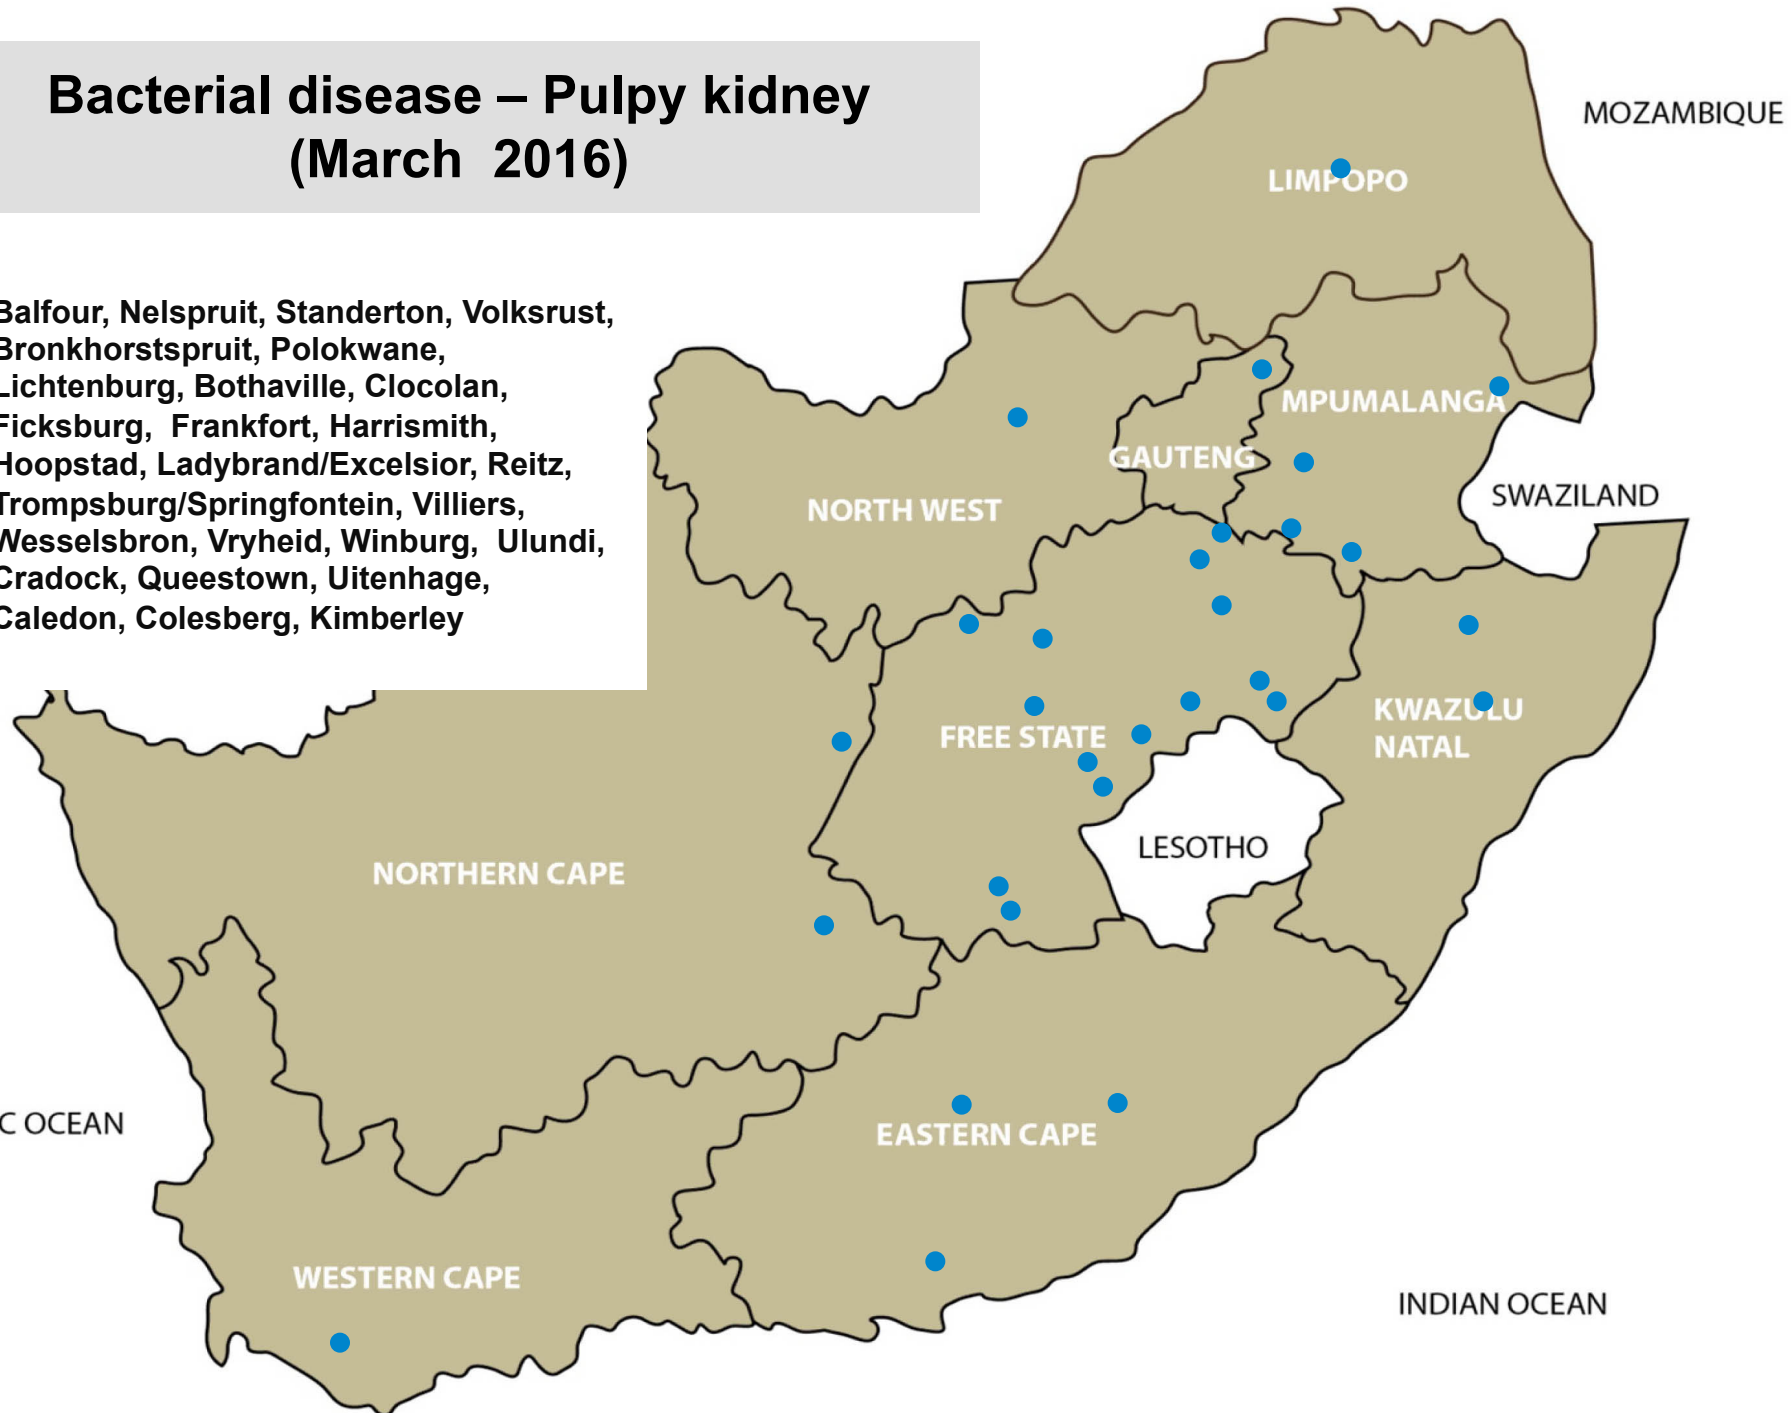 Bacterial disease – Pulpy kidney
(March  2016)
Balfour, Nelspruit, Standerton, Volksrust,
Bronkhorstspruit, Polokwane,
Lichtenburg, Bothaville, Clocolan,
Ficksburg,  Frankfort, Harrismith,
Hoopstad, Ladybrand/Excelsior, Reitz,
Trompsburg/Springfontein, Villiers,
Wesselsbron, Vryheid, Winburg,  Ulundi,
Cradock, Queestown, Uitenhage,
Caledon, Colesberg, Kimberley
MOZAMBIQUE
LIMPOPO
MPUMALANGA
GAUTENG
NORTH WEST
SWAZILAND
KWAZULU
NATAL
FREE STATE
LESOTHO
NORTHERN CAPE
C OCEAN
EASTERN CAPE
WESTERN CAPE
INDIAN OCEAN